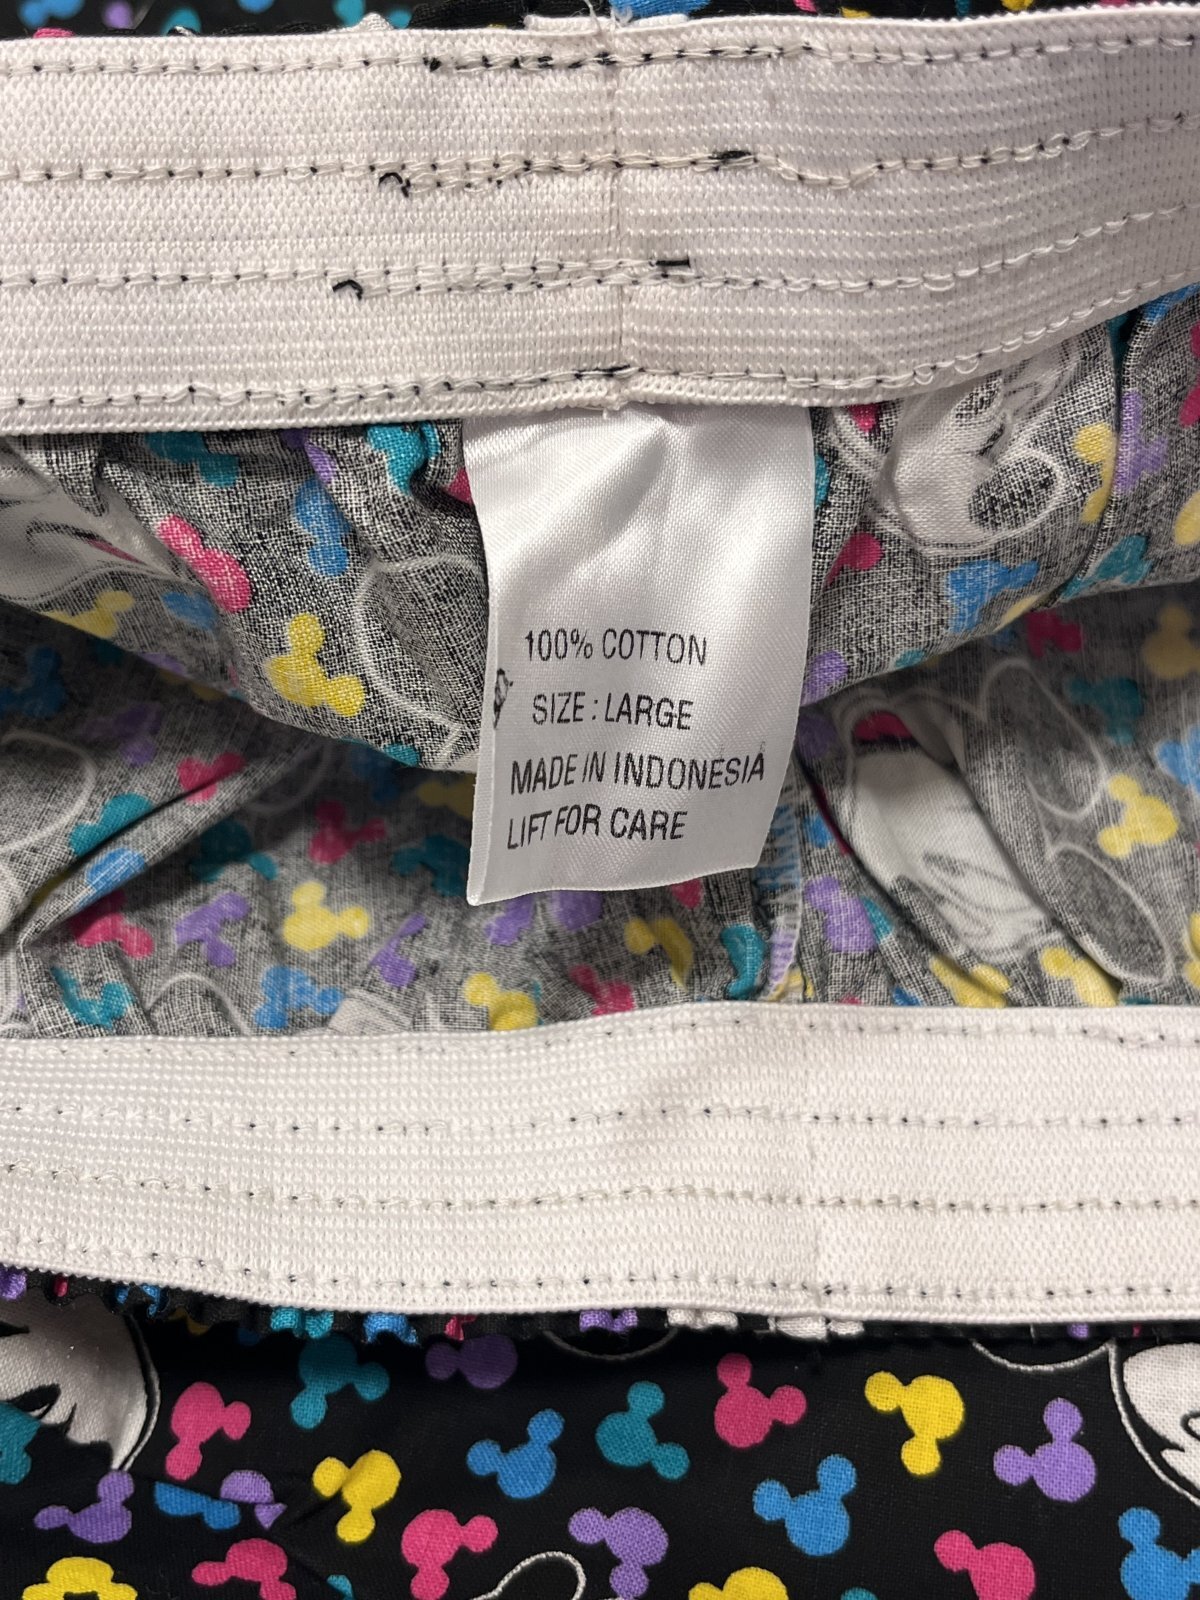 100% COTTON
SIZE : LARGE
MADE IN INDONESIA
LIFT FOR CARE